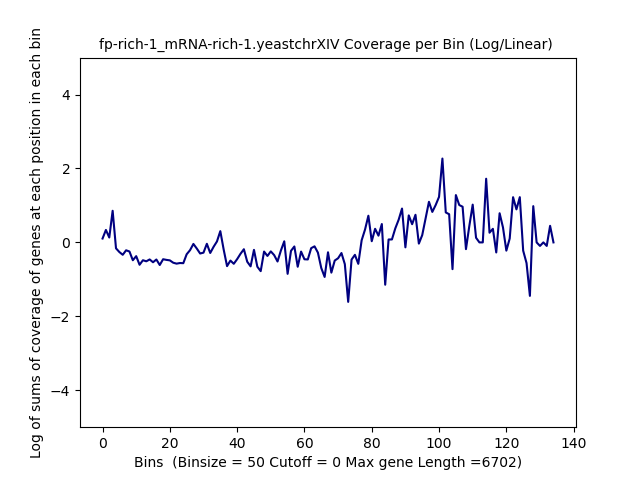 fp-rich-1_mRNA-rich-1.yeastchrXIV Coverage per Bin (Log/Linear)
Log of sums of coverage of genes at each position in each bin
4
2
0
−2
−4
0 20 40 60 80 100 120 140
Bins  (Binsize = 50 Cutoff = 0 Max gene Length =6702)